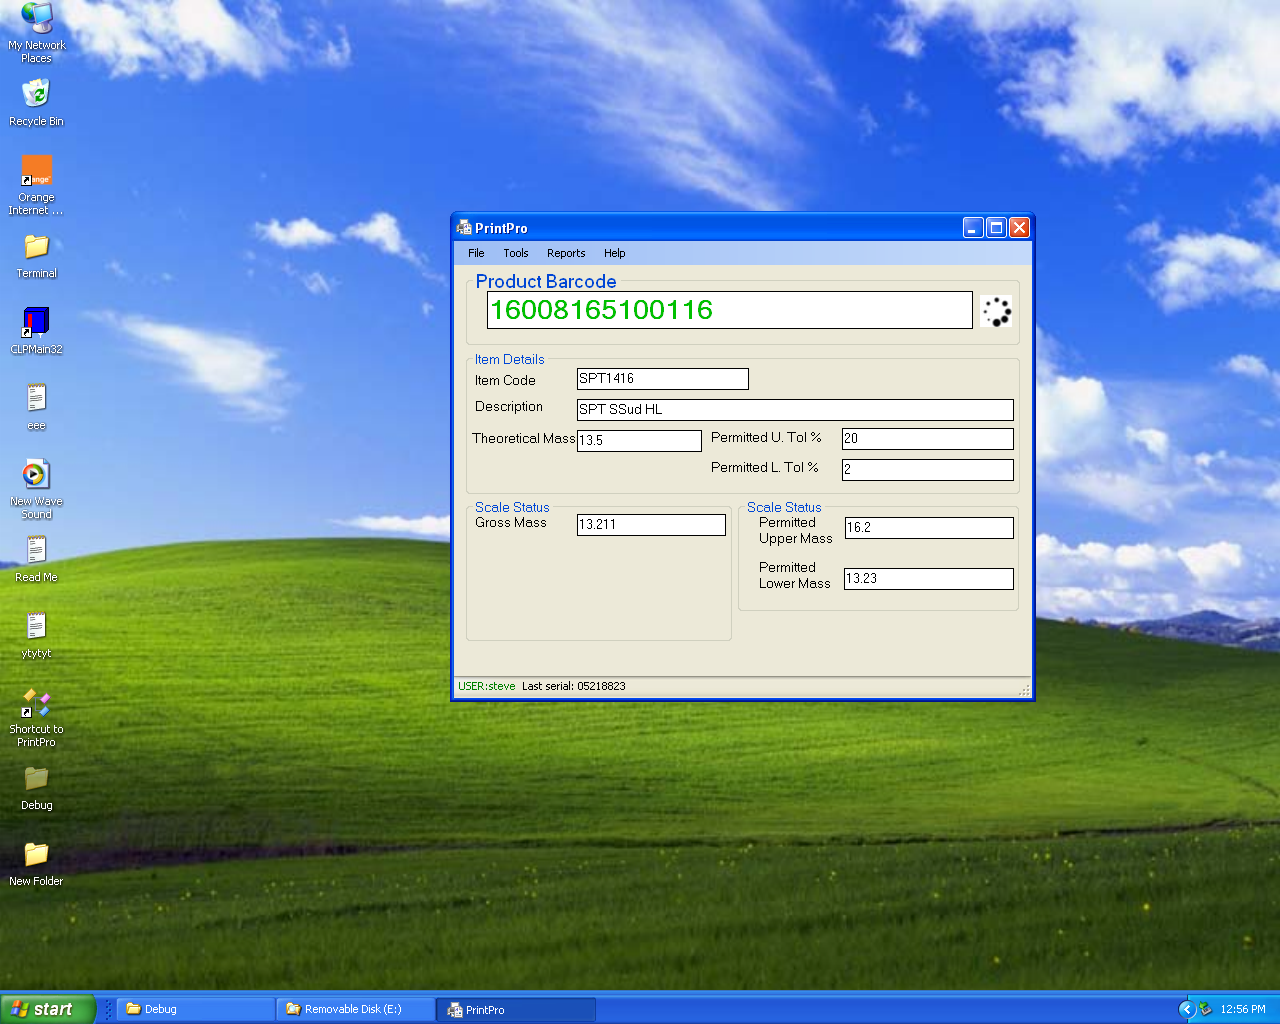 My Network
Places
Recycle Bin
Orange
Internet ...
Terminal
CLPMain32
eee
New Wave
Sound
Read Me
ytytyt
Shortcut to
PrintPro
Debug
New Folder
PrintPro
File Tools Reports Help
Product Barcode
16008165100116
Item Details
Item Code SPT1416
Description SPT SSud HL
Theoretical Mass 13.5 Permitted U. Tol % 20
Permitted L. Tol % 2
Scale Status
Gross Mass 13.211
Scale Status
Permitted
Upper Mass 16.2
Permitted
Lower Mass 13.23
USER:steve Last serial: 05218823
start Debug Removable Disk (E:) PrintPro 12:56 PM